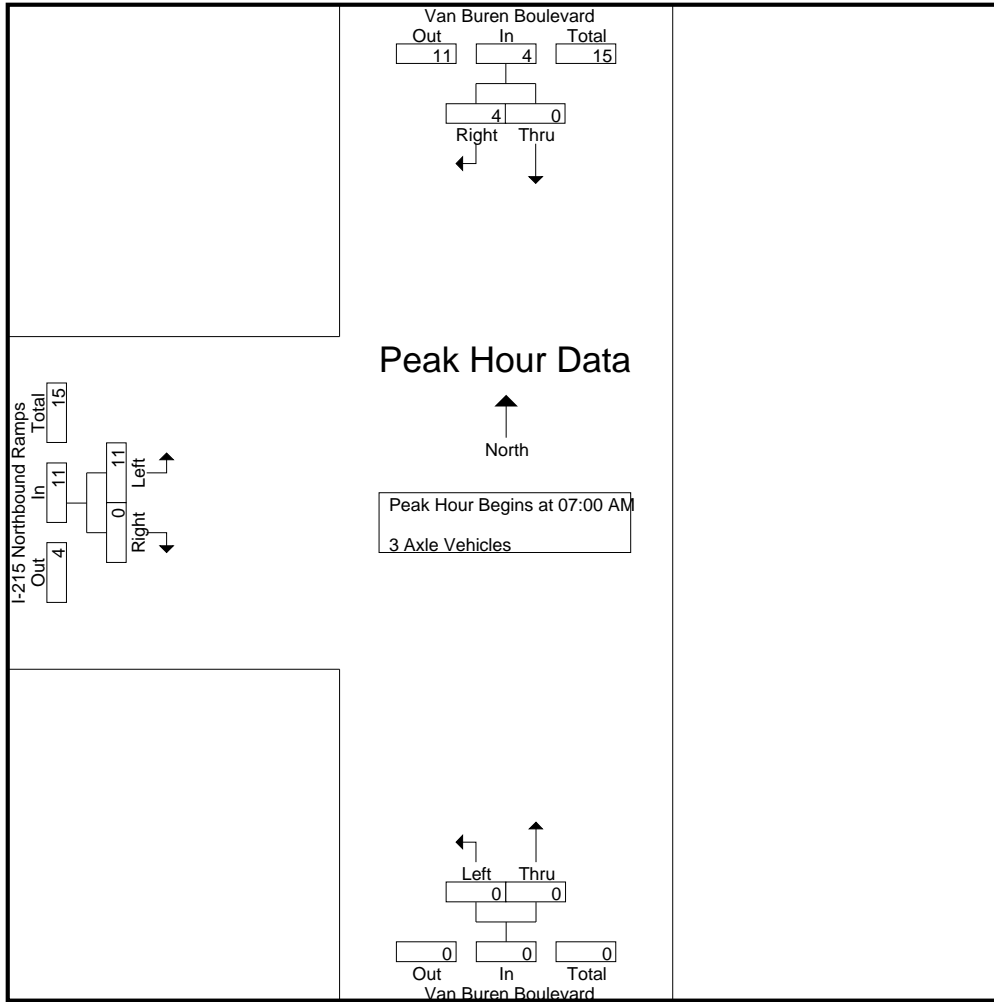 Van Buren Boulevard
Out In Total
11 4 15
4 0
Right Thru
Peak Hour Data
North
Peak Hour Begins at 07:00 AM
3 Axle Vehicles
I-215 Northbound Ramps
Out In Total
4 11 15
Right Left
0 11
Left Thru
0 0
0 0 0
Out In Total
Van Buren Boulevard